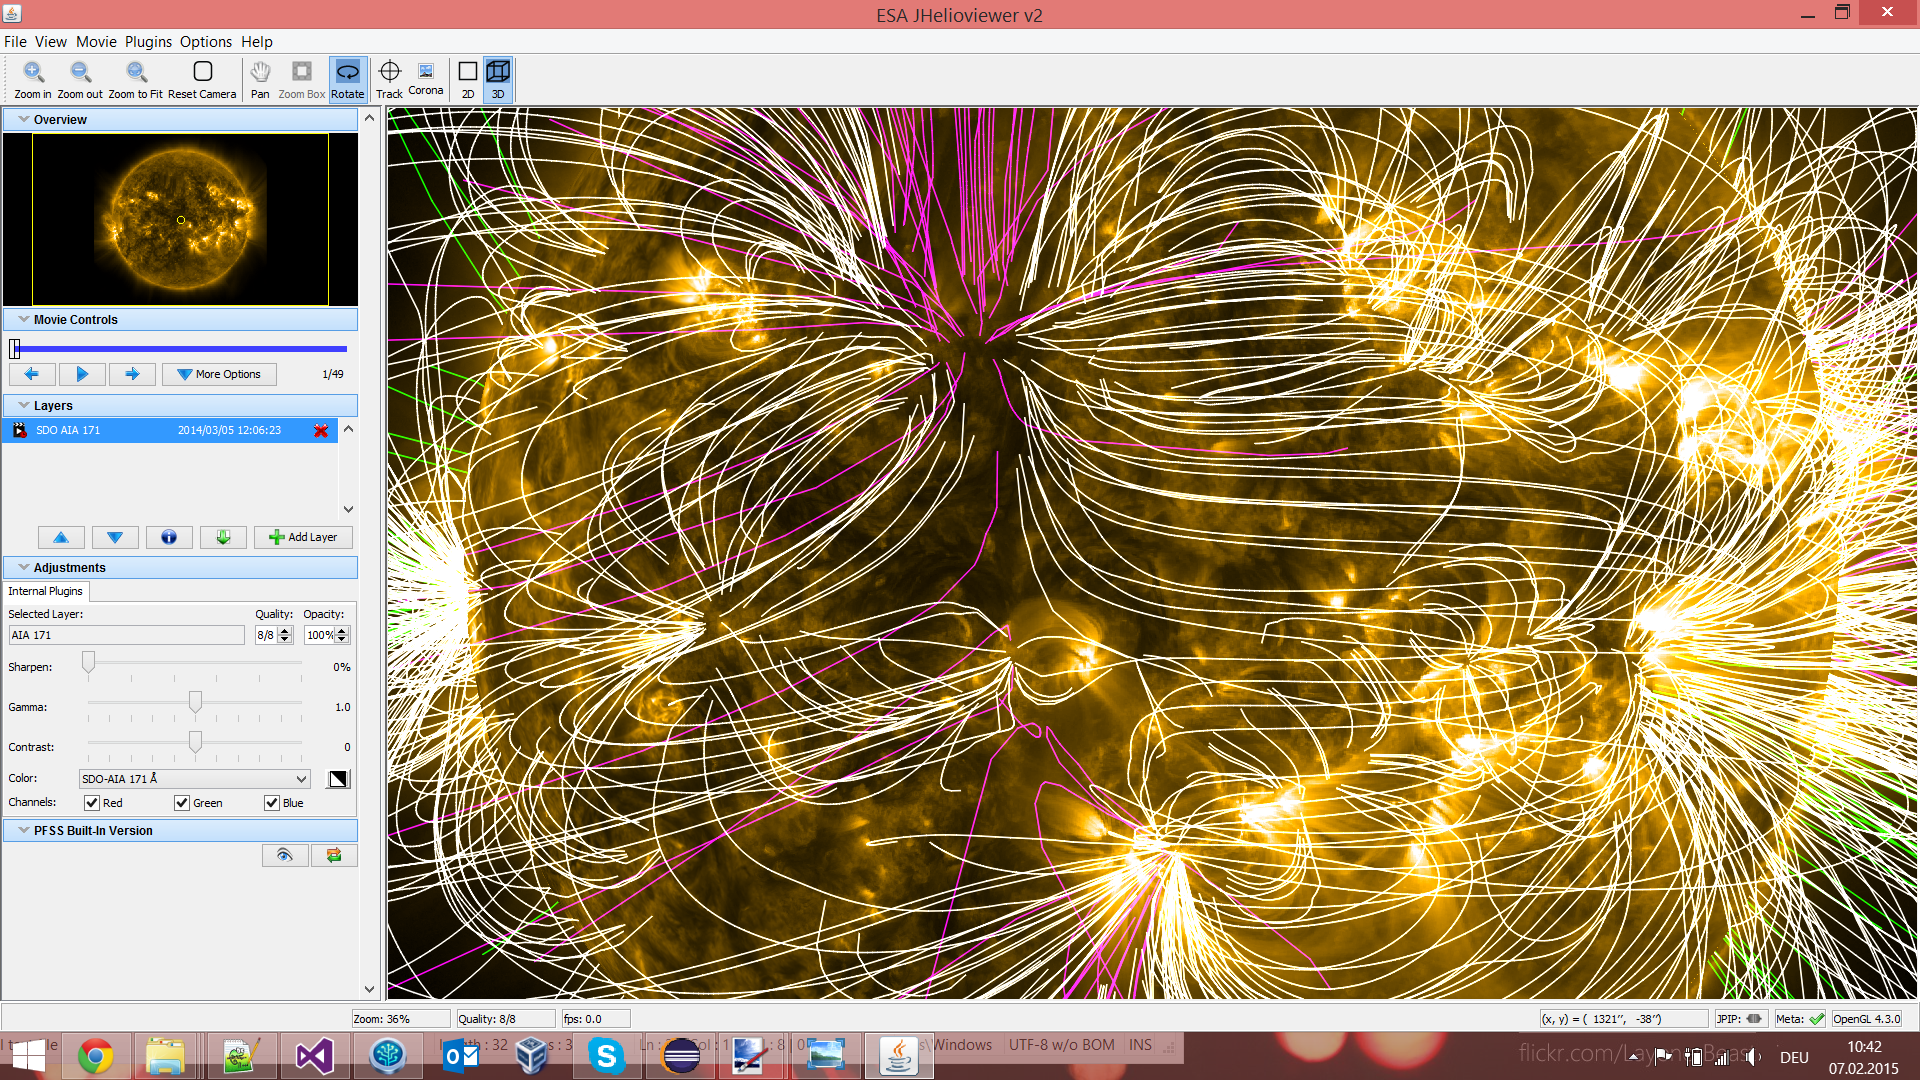 ESA JHelioviewer v2
File View Movie Plugins Options Help
Zoom in Zoom out Zoom to Fit Reset Camera Pan Zoom Box Rotate Track Corona 2D 3D
Overview
Movie Controls
More Options 1/49
Layers
SDO AIA 171 2014/03/05 12:06:23
Add Layer
Adjustments
Internal Plugins
Selected Layer: Quality: Opacity:
AIA 171 8/8 100%
Sharpen: 0%
Gamma: 1.0
Contrast: 0
Color: SDO-AIA 171 Å
Channels: Red Green Blue
PFSS Built-In Version
Zoom: 36% Quality: 8/8 fps: 0.0 (x, y) = ( 1321’’, -38’’) JPIP: Meta: OpenGL 4.3.0
Windows UTF-8 w/o BOM INS
flickr.com/
DEU
10:42
07.02.2015